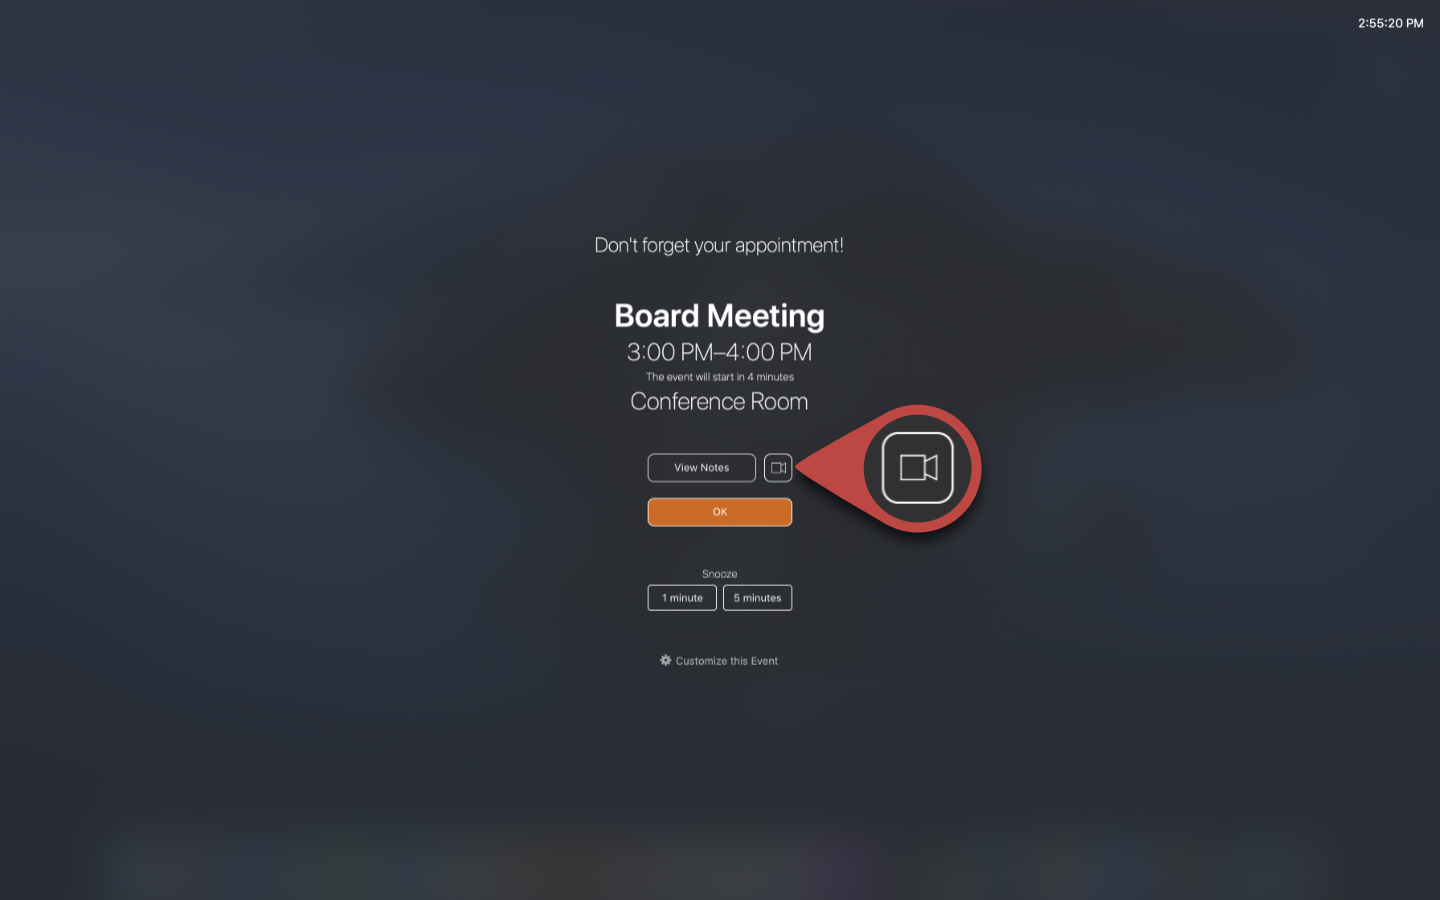 2:55:20 PM
Don't forget your appointment!
Board Meeting
3:00 PM–4:00 PM
The event will start in 4 minutes
Conference Room
View Notes
OK
Snooze
1 minute
5 minutes
Customize this Event